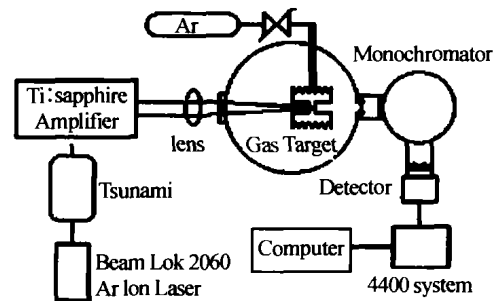 Ar
Monochromator
Ti:sapphire
Amplifier
lens
Gas Target
Tsunami
Detector
Beam Lok 2060
Ar Ion Laser
Computer
4400 system